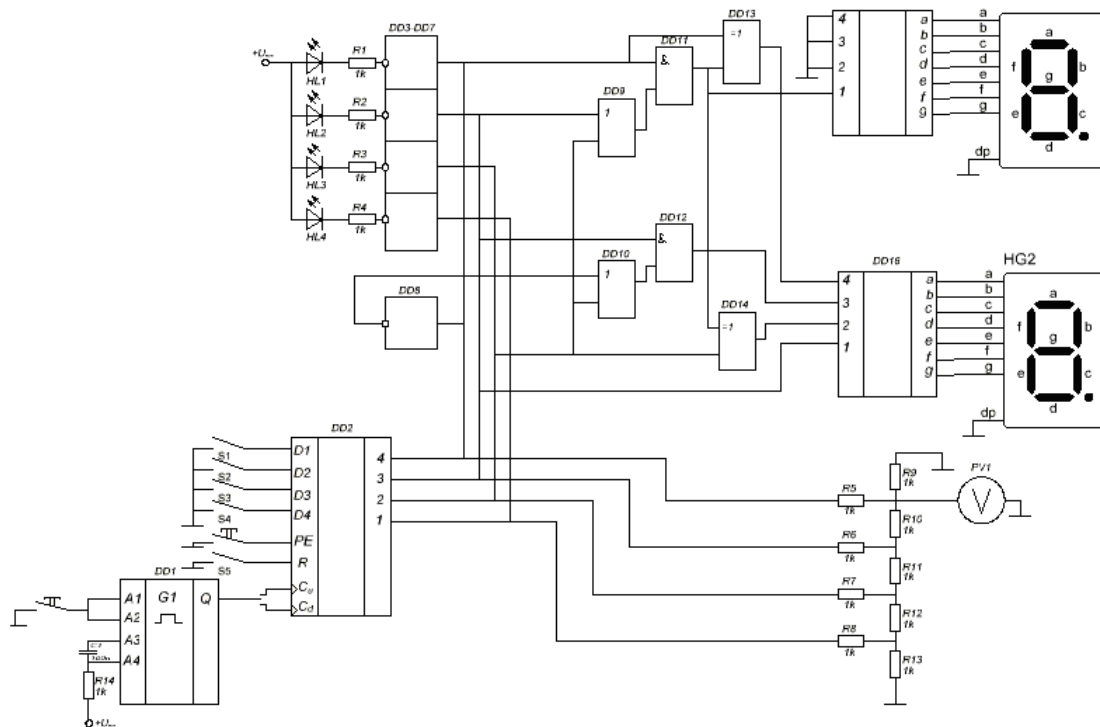 DD3-DD7
DD13
4
3
2
1
a
b
c
d
e
f
g
a
b
c
d
e
f
g
dp
a
f
b
g
e
c
d
=1
DD11
&
DD9
1
R1
1k
HL1
R2
1k
HL2
R3
1k
HL3
R4
1k
HL4
DD12
&
DD10
1
DD8
DD14
=1
DD16
4
3
2
1
a
b
c
d
e
f
g
a
b
c
d
e
f
g
dp
HG2
a
f
b
g
e
c
d
DD2
D1
D2
D3
D4
PE
R
Cu
Cd
4
3
2
1
S1
S2
S3
S4
S5
DD1
A1
A2
A3
A4
G1
Q
R14
1k
R5
1k
R6
1k
R7
1k
R8
1k
R9
1k
R10
1k
R11
1k
R12
1k
R13
1k
PV1
V